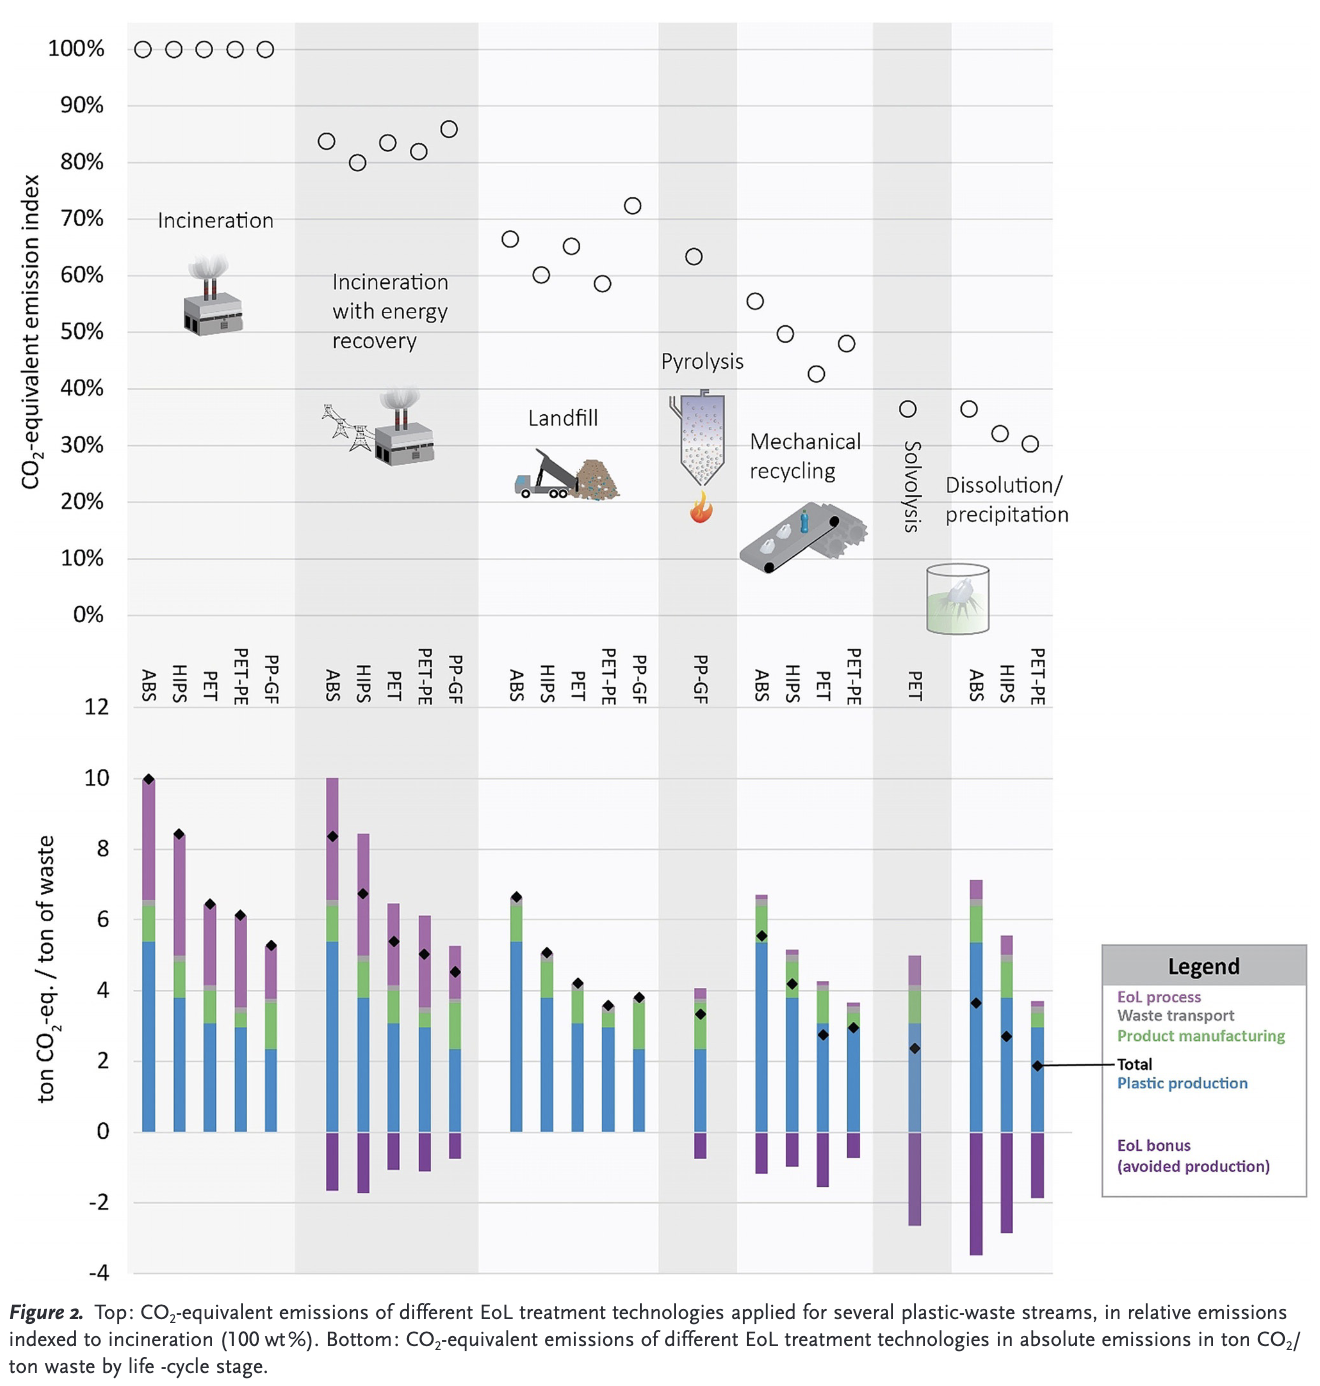 100%
90%
80%
70%
60%
50%
40%
30%
20%
10%
0%
CO₂-equivalent emission index
Incineration
Incineration
with energy
recovery
Landfill
Pyrolysis
Mechanical
recycling
Solvolysis
Dissolution/
precipitation
ABS
HIPS
PET
PET-PE
PP-GF
ABS
HIPS
PET
PET-PE
PP-GF
ABS
HIPS
PET
PET-PE
PP-GF
PP-GF
ABS
HIPS
PET
PET-PE
PET
ABS
HIPS
PET-PE
12
10
8
6
4
2
0
-2
-4
ton CO₂-eq. / ton of waste
Legend
EoL process
Waste transport
Product manufacturing
Total
Plastic production
EoL bonus
(avoided production)
Figure 2. Top: CO₂-equivalent emissions of different EoL treatment technologies applied for several plastic-waste streams, in relative emissions
indexed to incineration (100 wt%). Bottom: CO₂-equivalent emissions of different EoL treatment technologies in absolute emissions in ton CO₂/
ton waste by life -cycle stage.